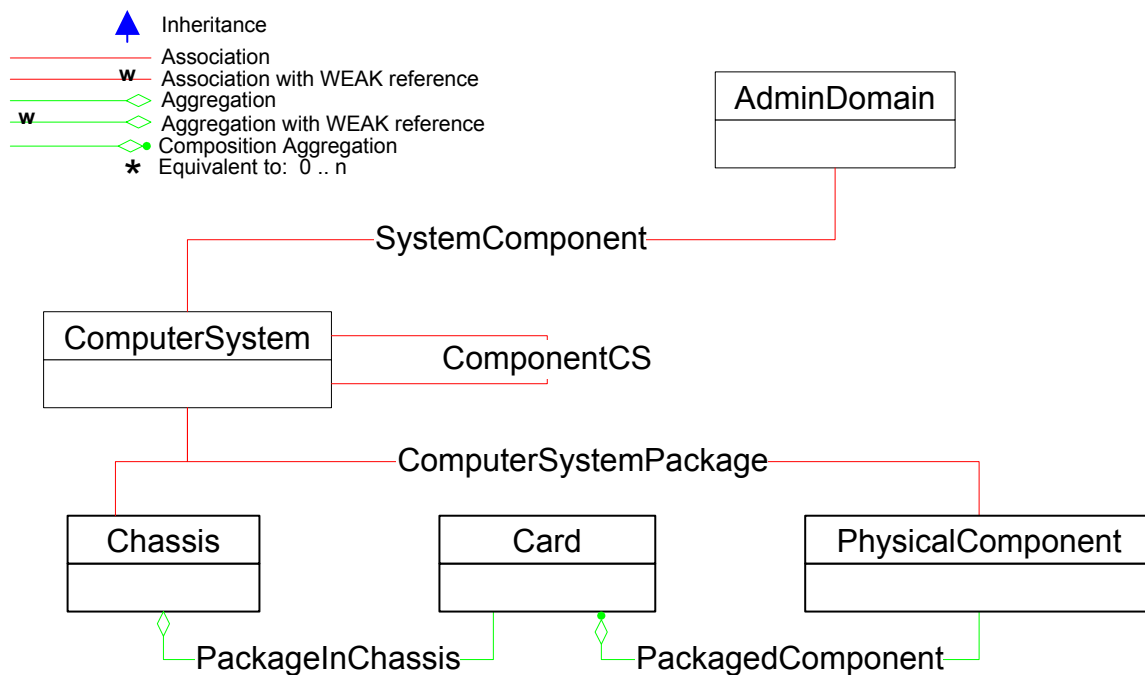 Inheritance
Association
w
Association with WEAK reference
Aggregation
w
Aggregation with WEAK reference
Composition Aggregation
* Equivalent to: 0 .. n
AdminDomain
SystemComponent
ComputerSystem
ComponentCS
ComputerSystemPackage
Chassis
Card
PhysicalComponent
PackageInChassis
PackagedComponent